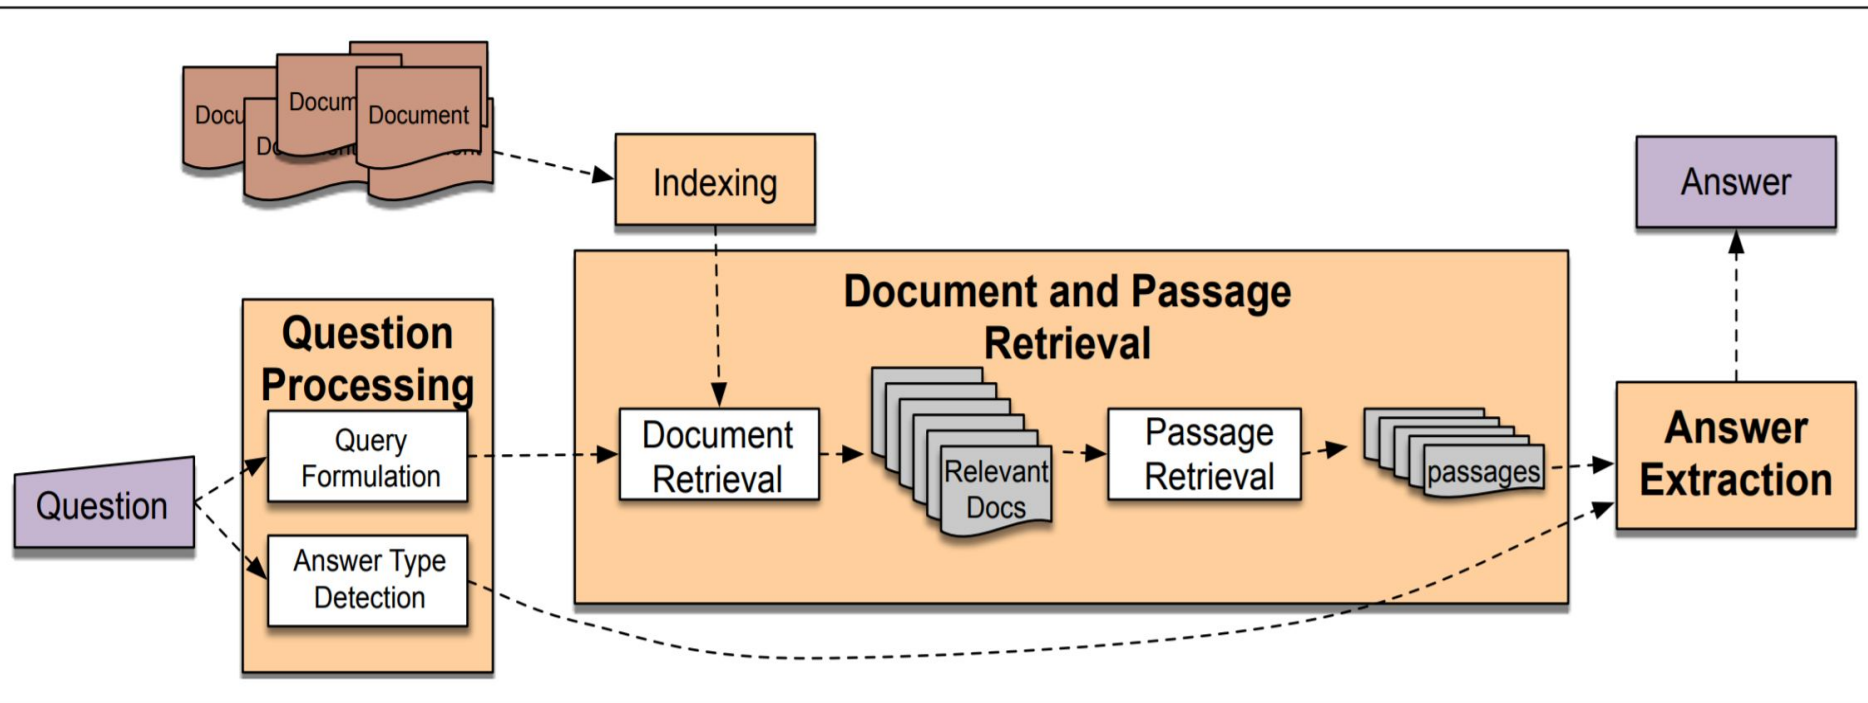 Docu
Docum
Document
Indexing
Answer
Document and Passage
Retrieval
Question
Processing
Query
Formulation
Document
Retrieval
Relevant
Docs
Passage
Retrieval
passages
Answer
Extraction
Question
Answer Type
Detection